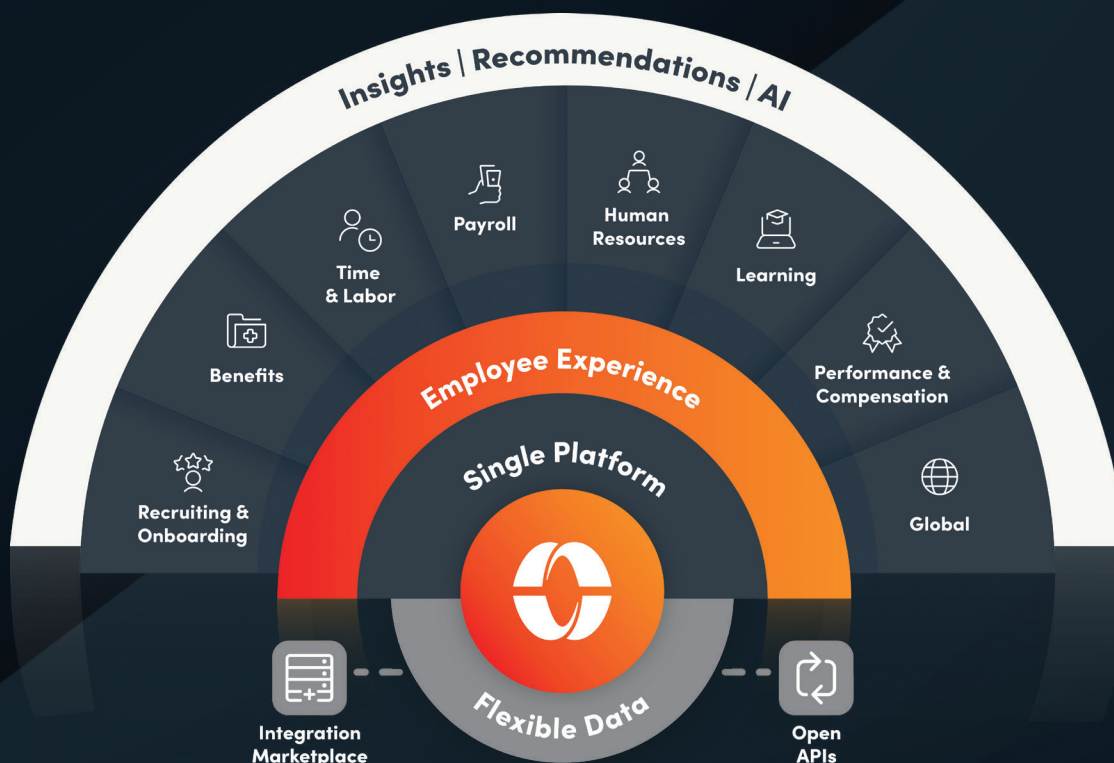 Insights | Recommendations | AI
Recruiting &
Onboarding
Benefits
Time
& Labor
Payroll
Human
Resources
Learning
Performance &
Compensation
Global
Employee Experience
Single Platform
Flexible Data
Integration
Marketplace
Open
APIs